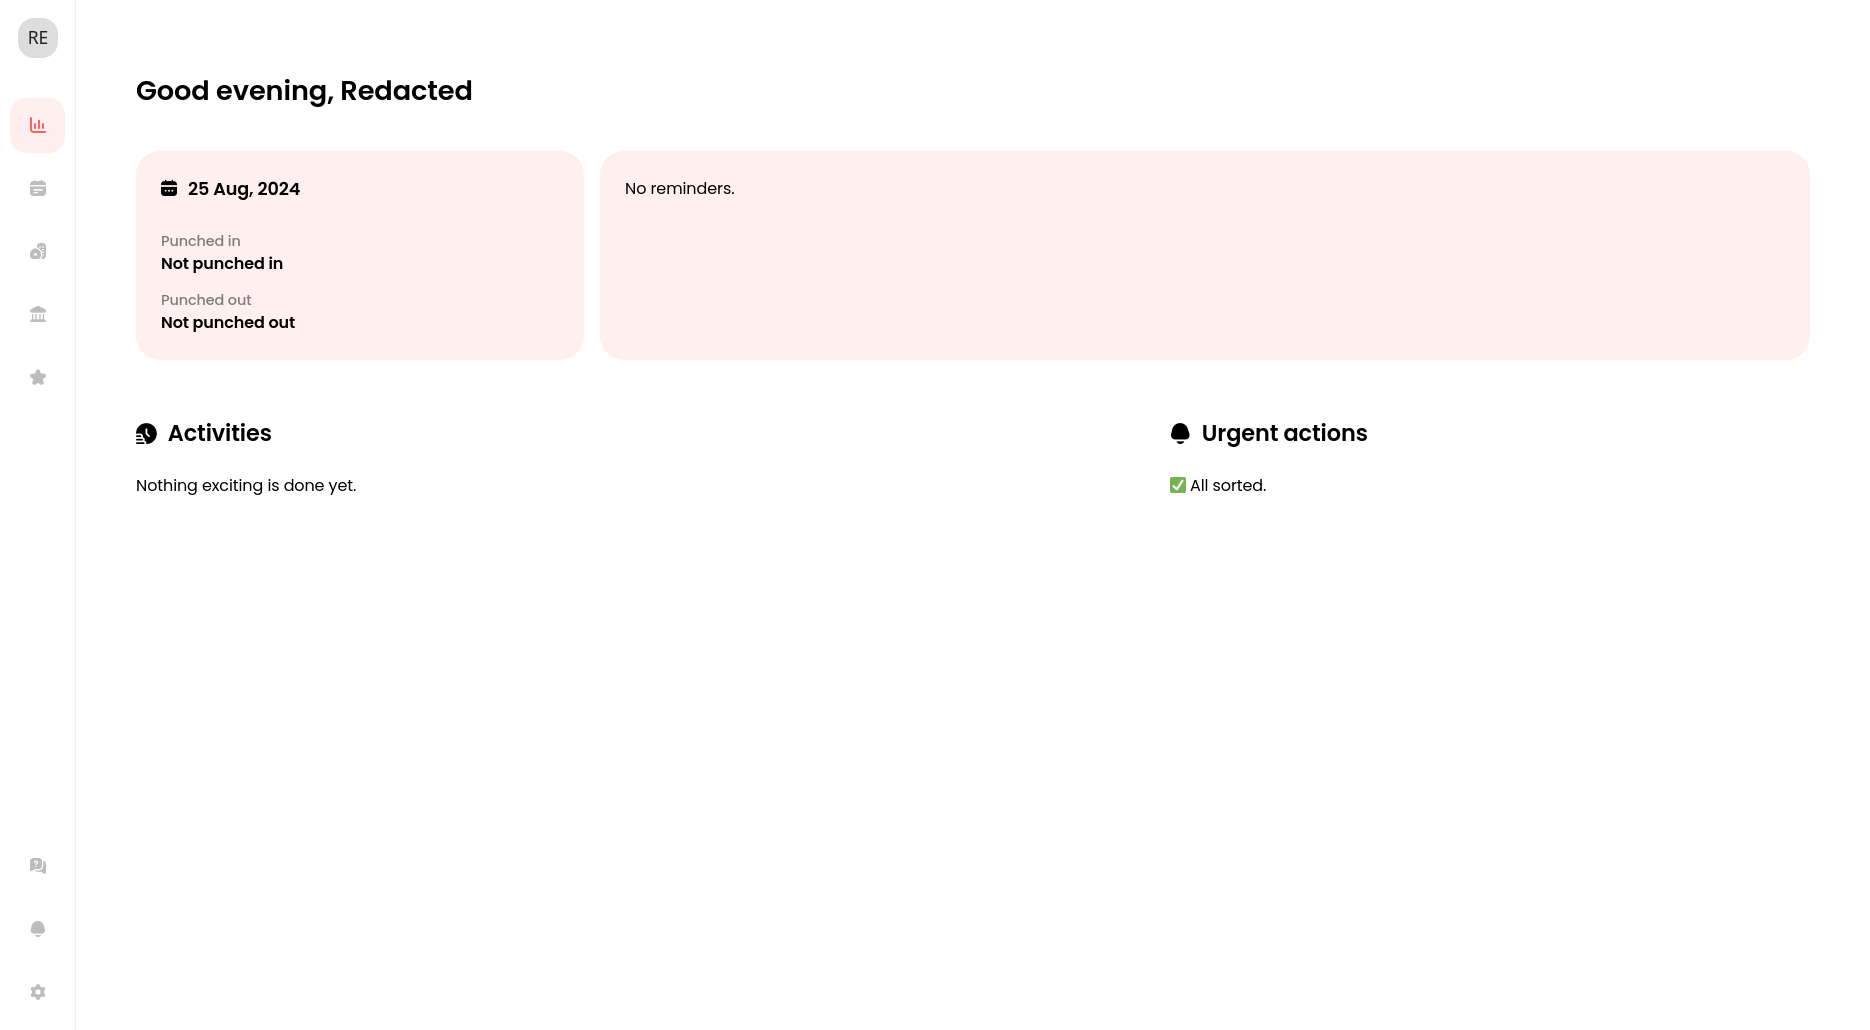 RE
Good evening, Redacted
25 Aug, 2024
Punched in
Not punched in
Punched out
Not punched out
No reminders.
Activities
Nothing exciting is done yet.
Urgent actions
✅ All sorted.